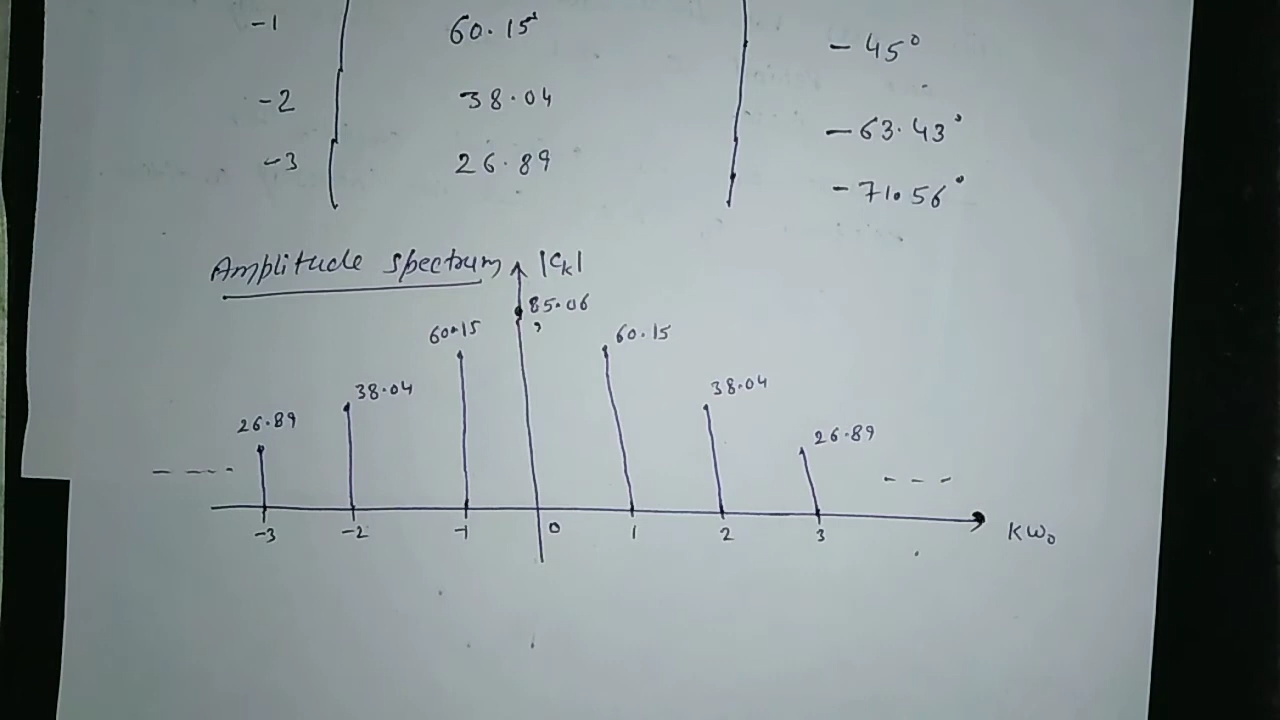 -1 60.15 -45°
-2 38.04 -63.43°
-3 26.89 -71.56°
Amplitude spectrum |Ck|
85.06
60.15 60.15
38.04 38.04
26.89 26.89
-3 -2 -1 0 1 2 3 Kω₀